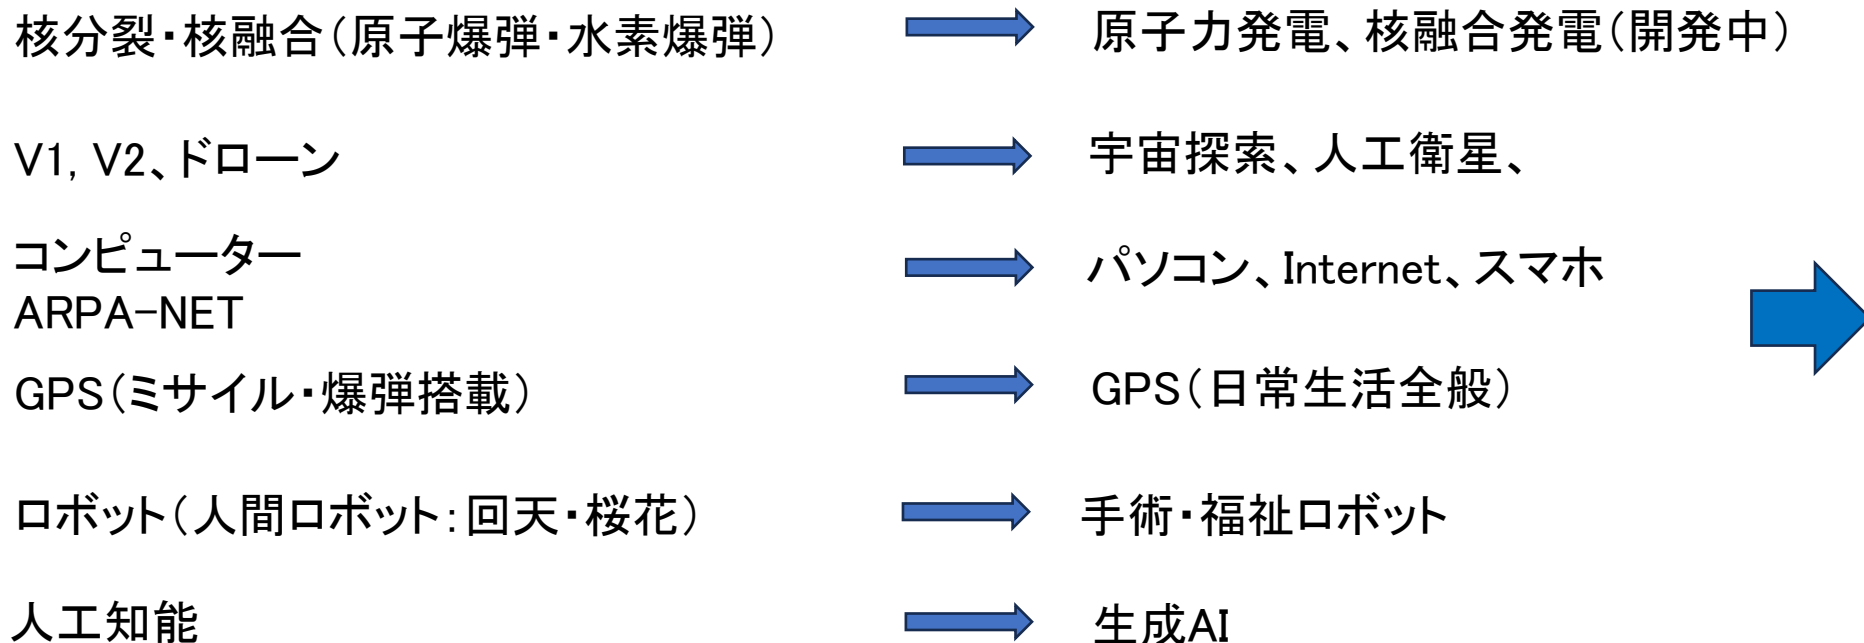 核分裂・核融合（原子爆弾・水素爆弾）
原子力発電、核融合発電（開発中）
V1, V2、ドローン
宇宙探索、人工衛星、
コンピューター
ARPA-NET
パソコン、Internet、スマホ
GPS（ミサイル・爆弾搭載）
GPS（日常生活全般）
ロボット（人間ロボット：回天・桜花）
手術・福祉ロボット
人工知能
生成AI